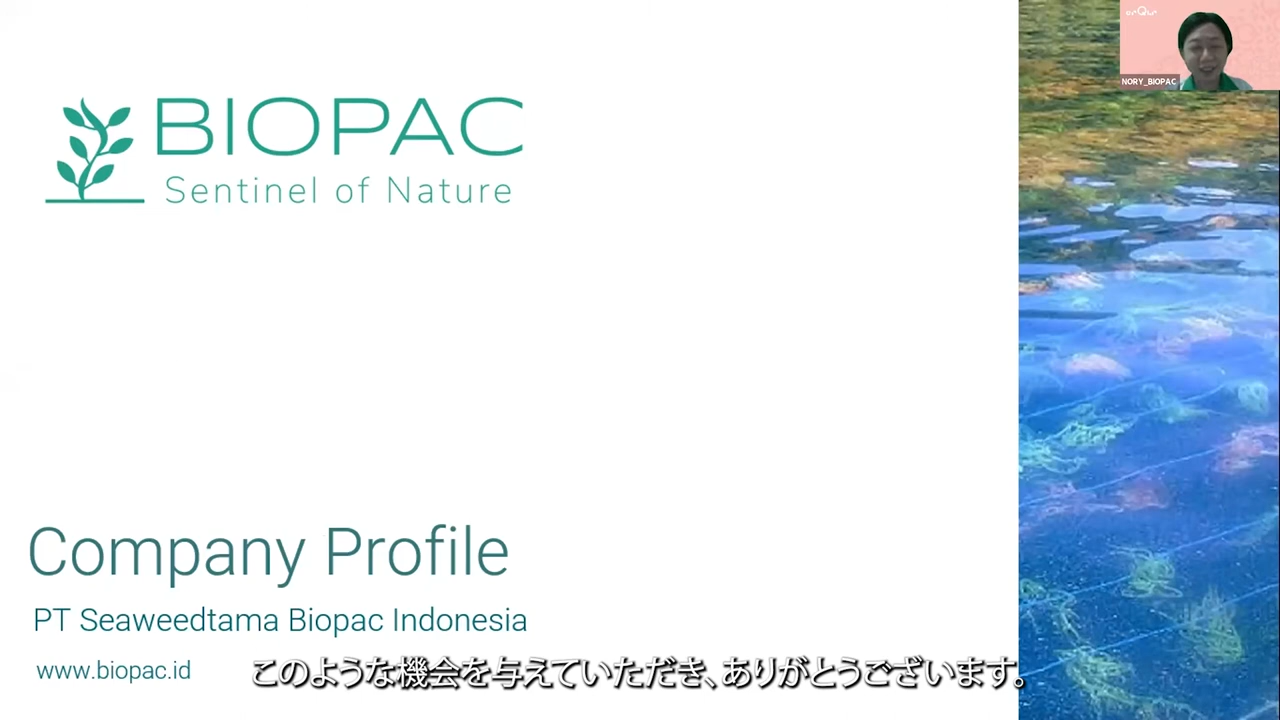 BIOPAC
Sentinel of Nature
NORY_BIOPAC
Company Profile
PT Seaweedtama Biopac Indonesia
www.biopac.id
このような機会を与えていただき、ありがとうございます。